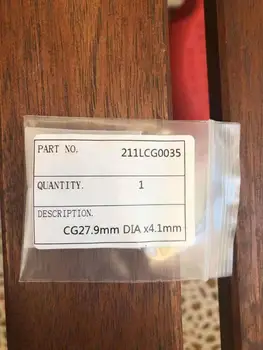 PART NO. 211LCG0035
QUANTITY. 1
DESCRIPTION.
CG27.9mm DIA x4.1mm